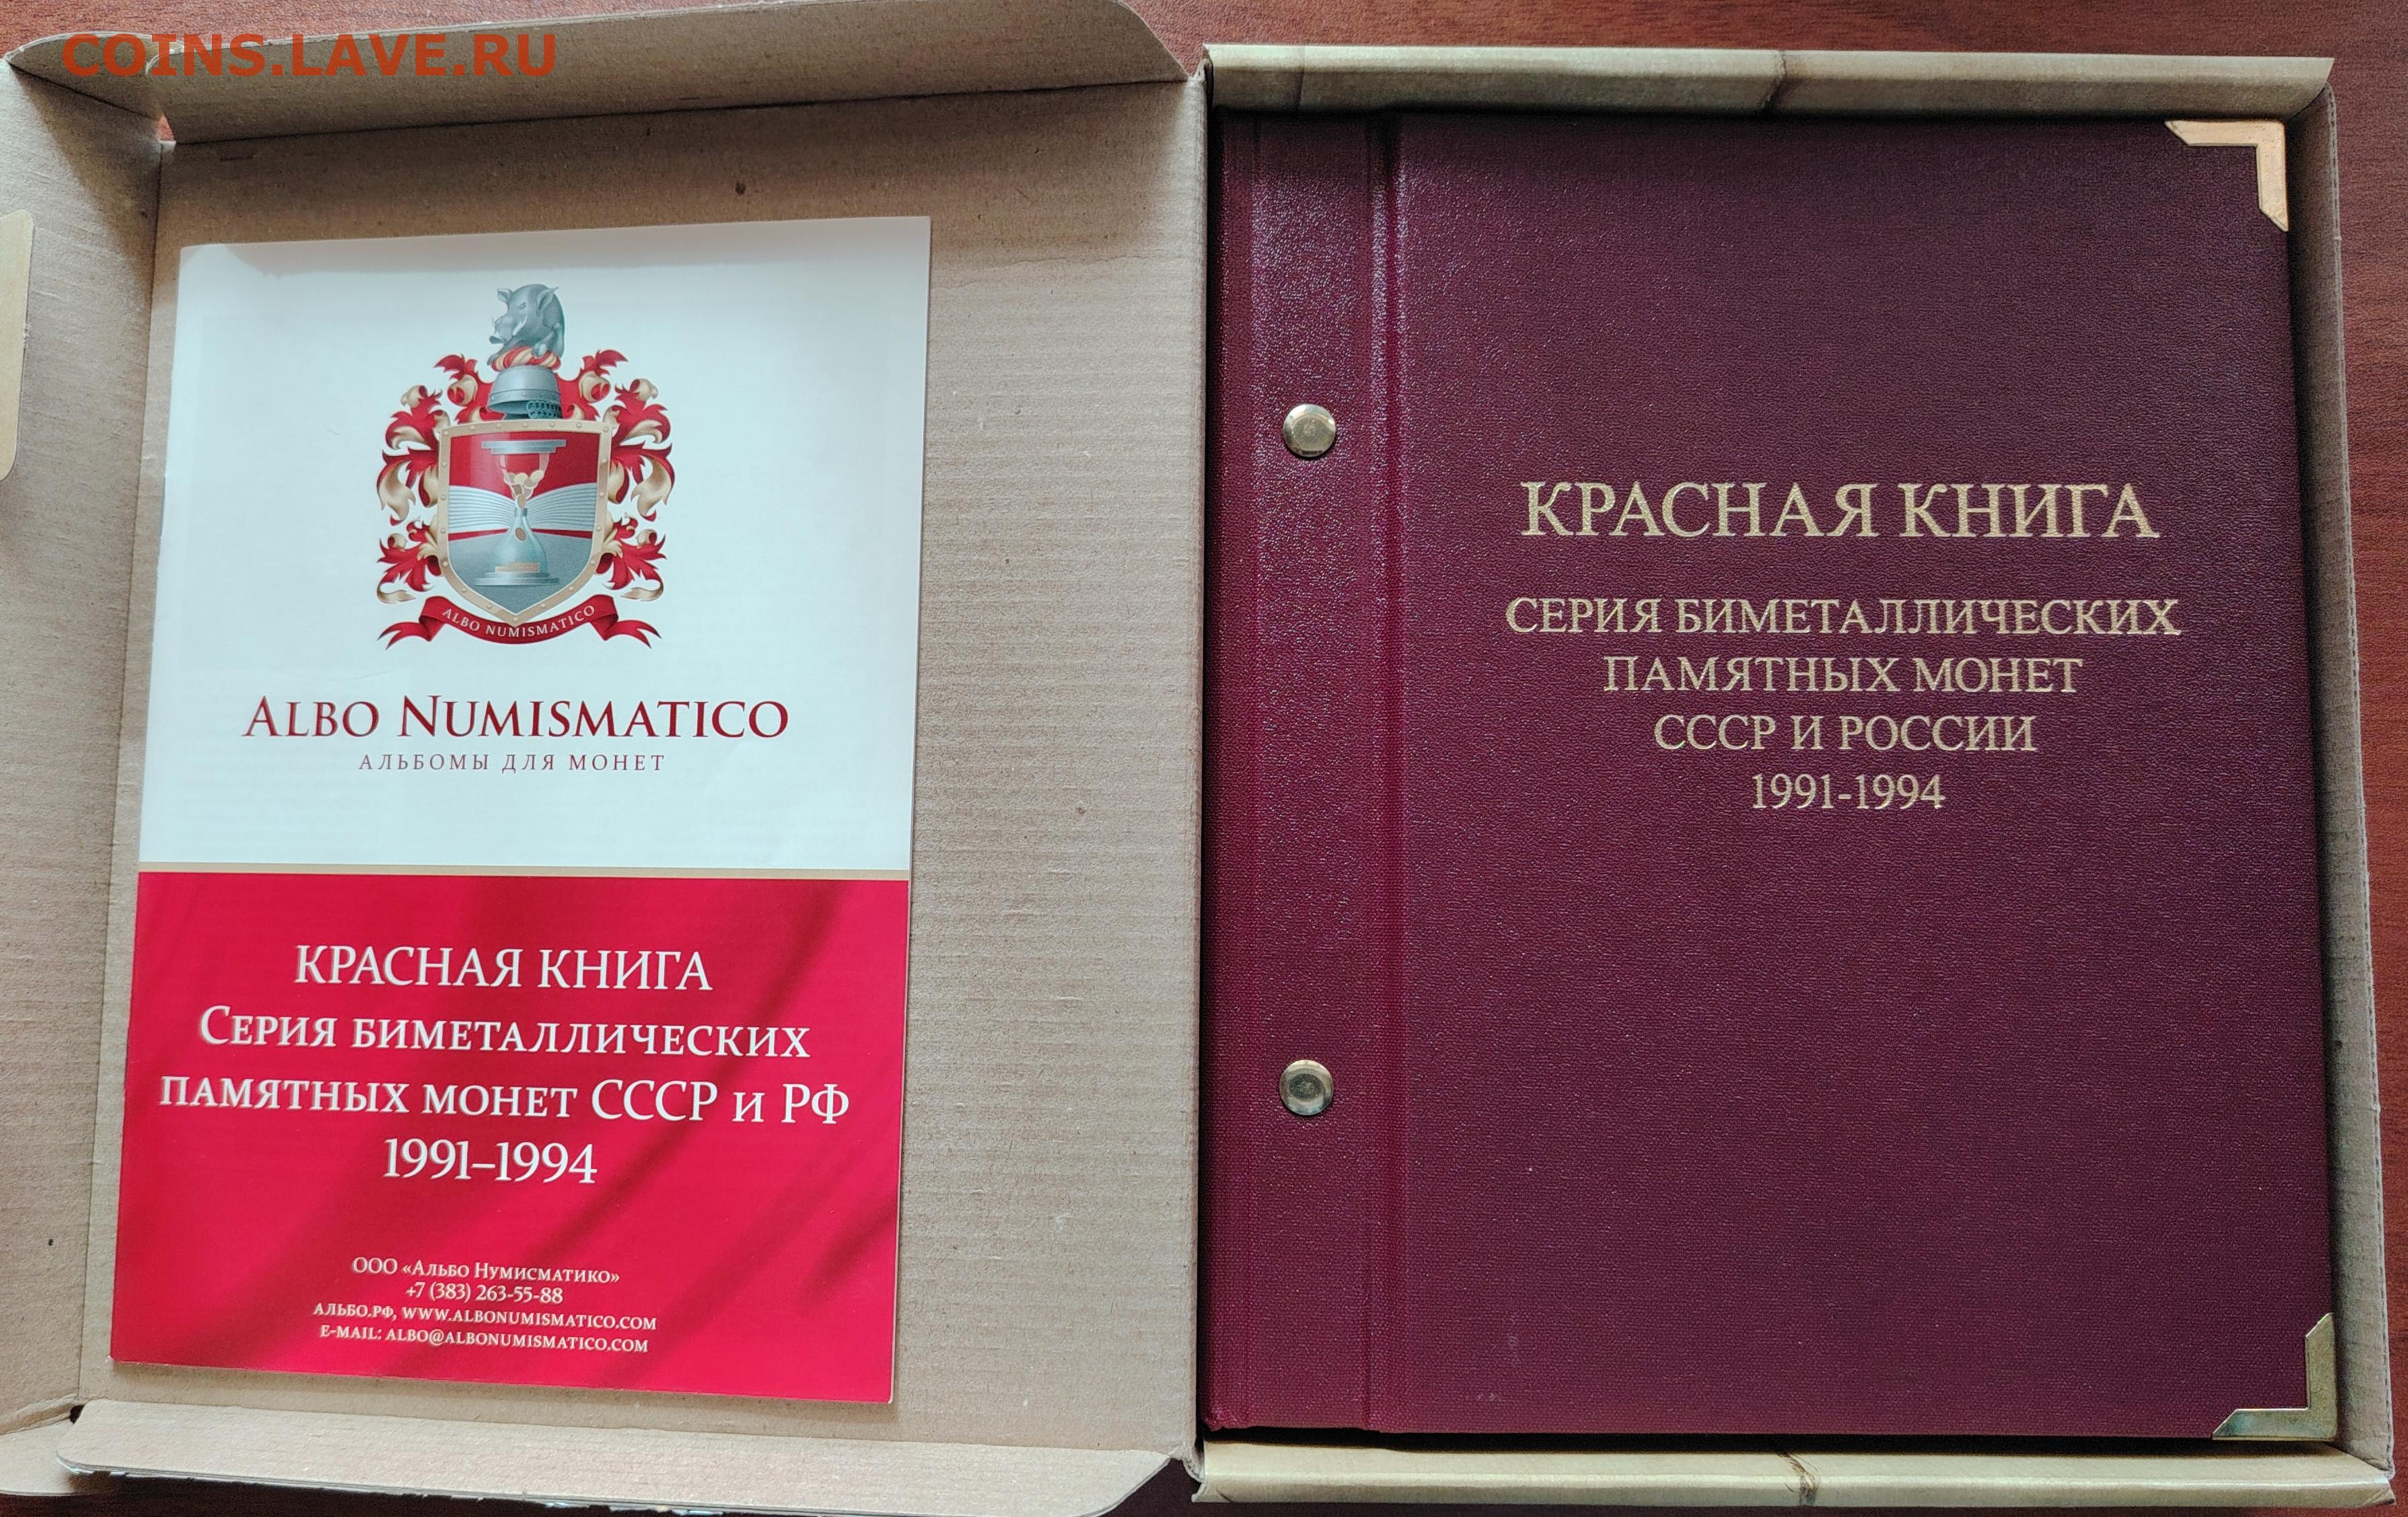 COINS.LAVE.RU
ALBO NUMISMATICO
ALBO NUMISMATICO
АЛЬБОМЫ ДЛЯ МОНЕТ
КРАСНАЯ КНИГА
СЕРИЯ БИМЕТАЛЛИЧЕСКИХ
ПАМЯТНЫХ МОНЕТ СССР И РФ
1991–1994
ООО «АЛЬБО НУМИСМАТИКО»
+7 (383) 263-55-88
АЛЬБО.РФ, WWW.ALBONUMISMATICO.COM
E-MAIL: ALBO@ALBONUMISMATICO.COM
КРАСНАЯ КНИГА
СЕРИЯ БИМЕТАЛЛИЧЕСКИХ
ПАМЯТНЫХ МОНЕТ
СССР И РОССИИ
1991-1994